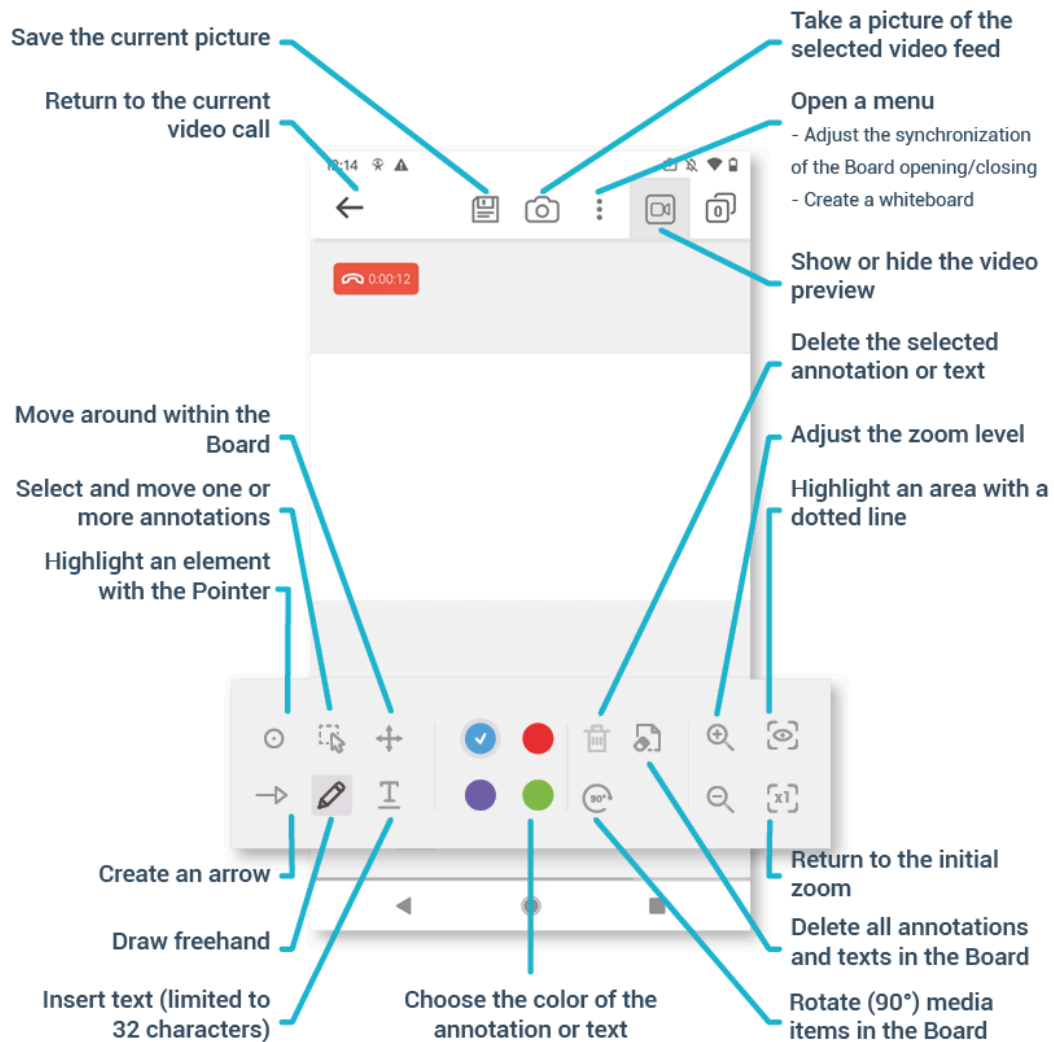 Save the current picture
Return to the current
video call
Take a picture of the
selected video feed
Open a menu
- Adjust the synchronization
of the Board opening/closing
- Create a whiteboard
Show or hide the video
preview
Delete the selected
annotation or text
Adjust the zoom level
Highlight an area with a
dotted line
Move around within the
Board
Select and move one or
more annotations
Highlight an element
with the Pointer
0
0:00:12
90°
x1
Create an arrow
Draw freehand
Insert text (limited to
32 characters)
Choose the color of the
annotation or text
Return to the initial
zoom
Delete all annotations
and texts in the Board
Rotate (90°) media
items in the Board